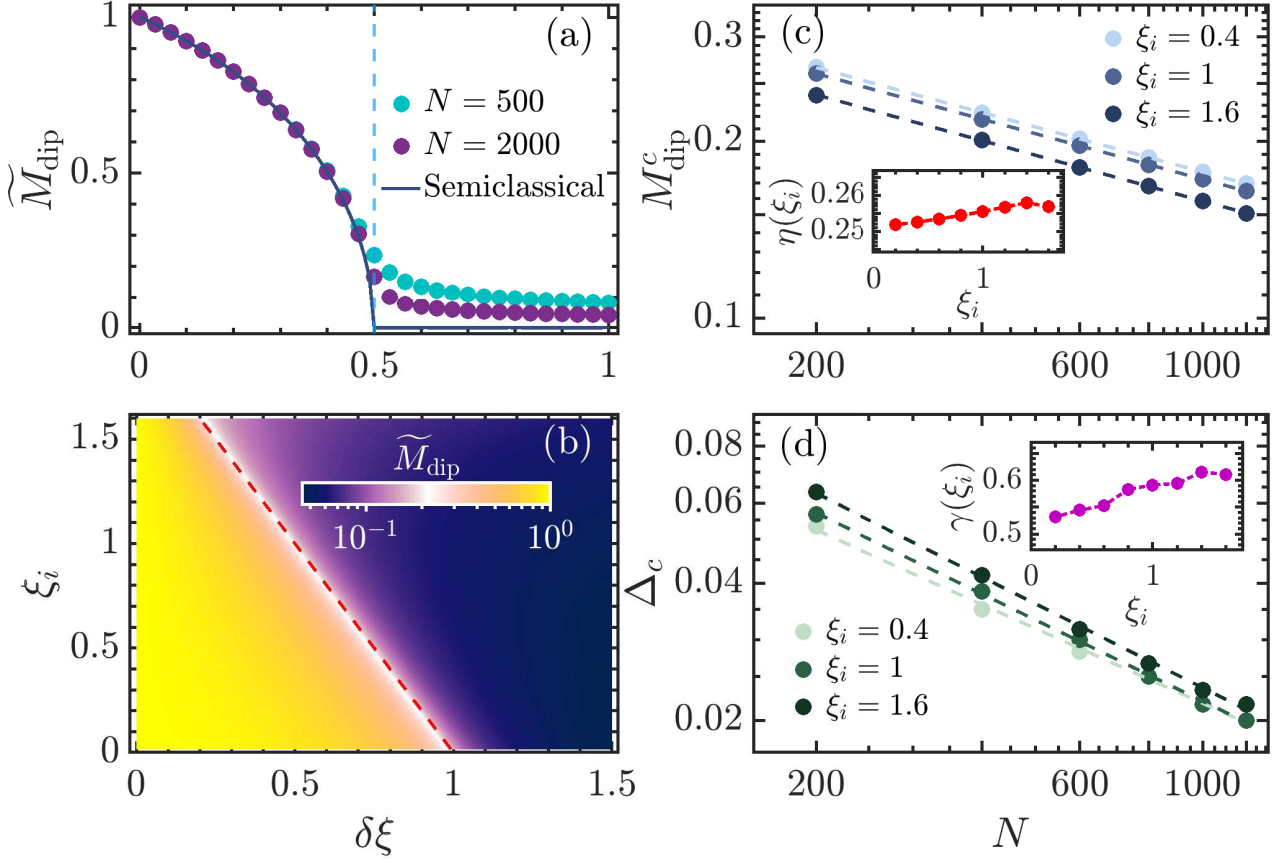 (a)
1
0.5
0
M̃_dip
N = 500
N = 2000
Semiclassical
0 0.5 1
(b)
1.5
1
0.5
0
ξ_i
M̃_dip
10^{-1} 10^0
0 0.5 1 1.5
δξ
(c)
0.3
0.2
0.1
M^c_dip
ξ_i = 0.4
ξ_i = 1
ξ_i = 1.6
0.26
0.25
η(ξ_i)
0 1
ξ_i
200 600 1000
(d)
0.08
0.06
0.04
0.02
Δ_c
0.6
0.5
γ(ξ_i)
0 1
ξ_i
ξ_i = 0.4
ξ_i = 1
ξ_i = 1.6
200 600 1000
N